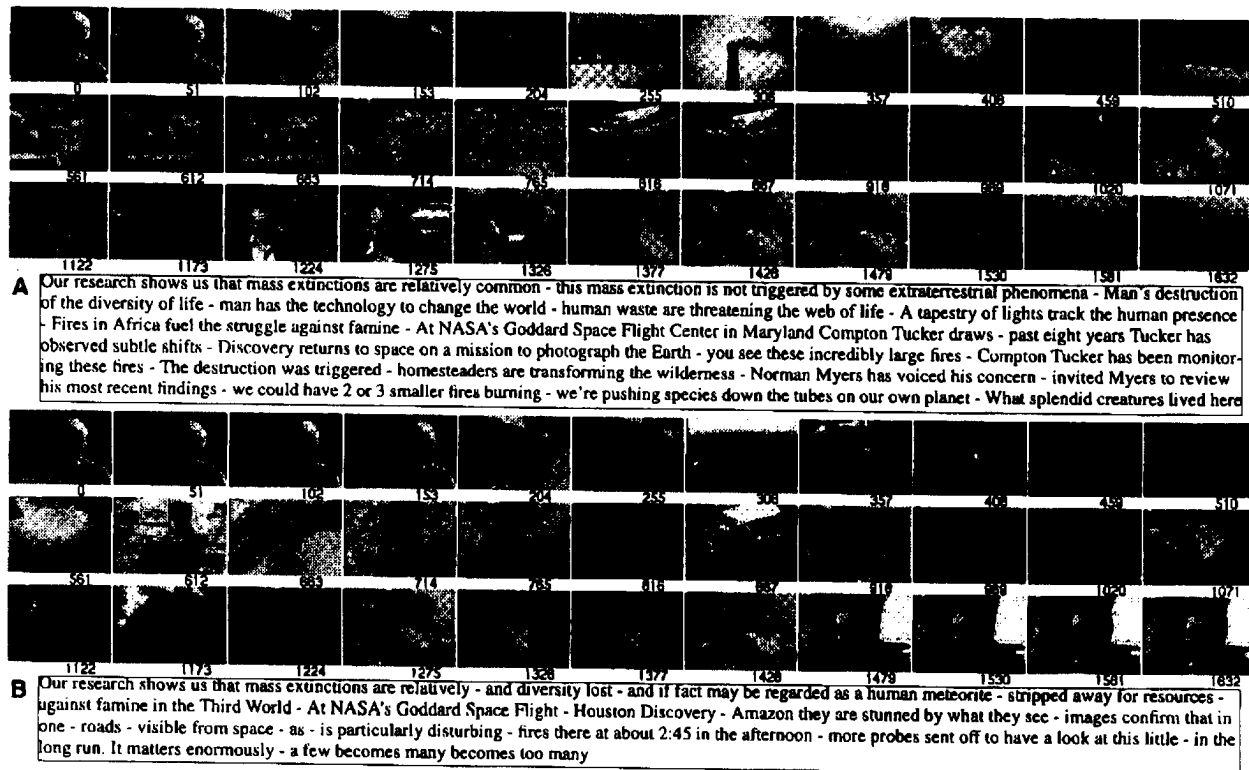 0 51 102 153 204 255 306 357 408 459 510
561 612 663 714 765 816 867 918 969 1020 1071
1122 1173 1224 1275 1326 1377 1428 1479 1530 1581 1632
A Our research shows us that mass extinctions are relatively common - this mass extinction is not triggered by some extraterrestrial phenomena - Man's destruction
of the diversity of life - man has the technology to change the world - human waste are threatening the web of life - A tapestry of lights track the human presence
- Fires in Africa fuel the struggle against famine - At NASA's Goddard Space Flight Center in Maryland Compton Tucker draws - past eight years Tucker has
observed subtle shifts - Discovery returns to space on a mission to photograph the Earth - you see these incredibly large fires - Compton Tucker has been monitor-
ing these fires - The destruction was triggered - homesteaders are transforming the wilderness - Norman Myers has voiced his concern - invited Myers to review
his most recent findings - we could have 2 or 3 smaller fires burning - we're pushing species down the tubes on our own planet - What splendid creatures lived here
0 51 102 153 204 255 306 357 408 459 510
561 612 663 714 765 816 867 918 969 1020 1071
1122 1173 1224 1275 1326 1377 1428 1479 1530 1581 1632
B Our research shows us that mass extinctions are relatively - and diversity lost - and if fact may be regarded as a human meteorite - stripped away for resources -
against famine in the Third World - At NASA's Goddard Space Flight - Houston Discovery - Amazon they are stunned by what they see - images confirm that in
one - roads - visible from space - as - is particularly disturbing - fires there at about 2:45 in the afternoon - more probes sent off to have a look at this little - in the
long run. It matters enormously - a few becomes many becomes too many